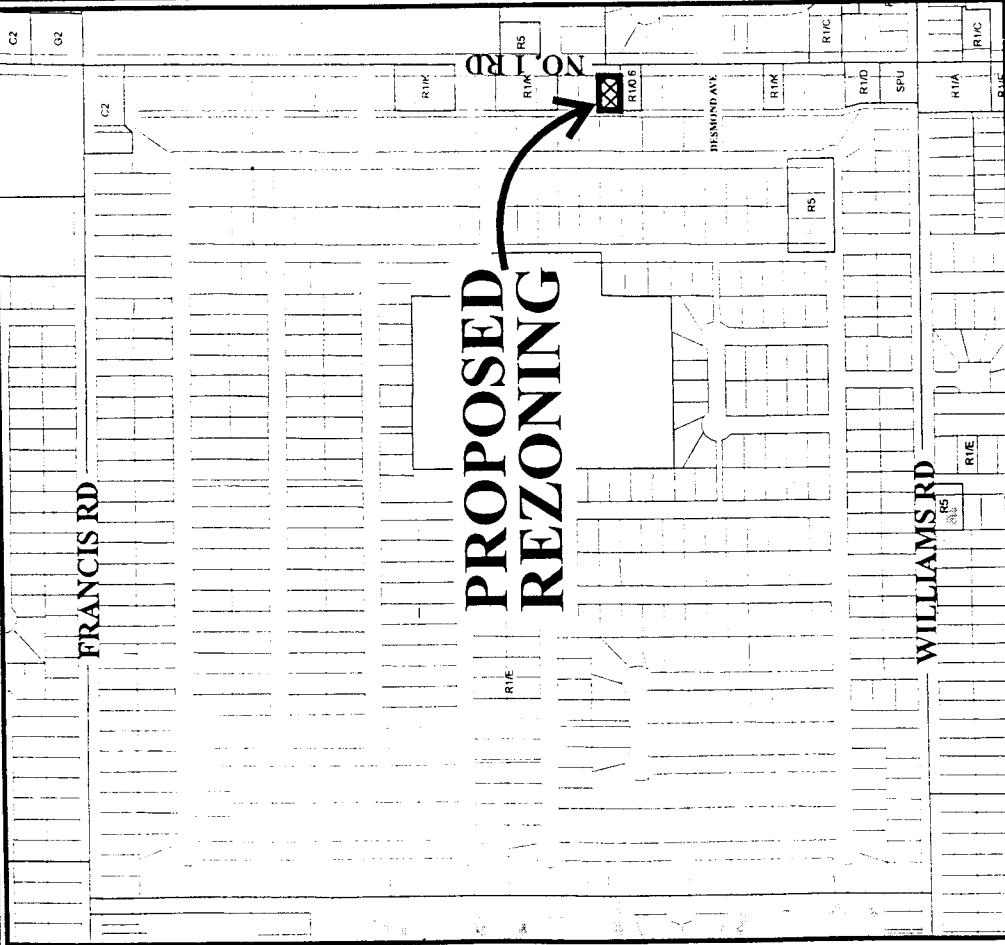 C2
G2
R5
R1/C
R1/C
NO. 1 RD
C2
R1/K
R1/K
R1/0.6
DESMOND AVE
R1/K
R1/D
SPU
R1/A
R5
PROPOSED
REZONING
FRANCIS RD
WILLIAMS RD
R1/E
R5
R1/E